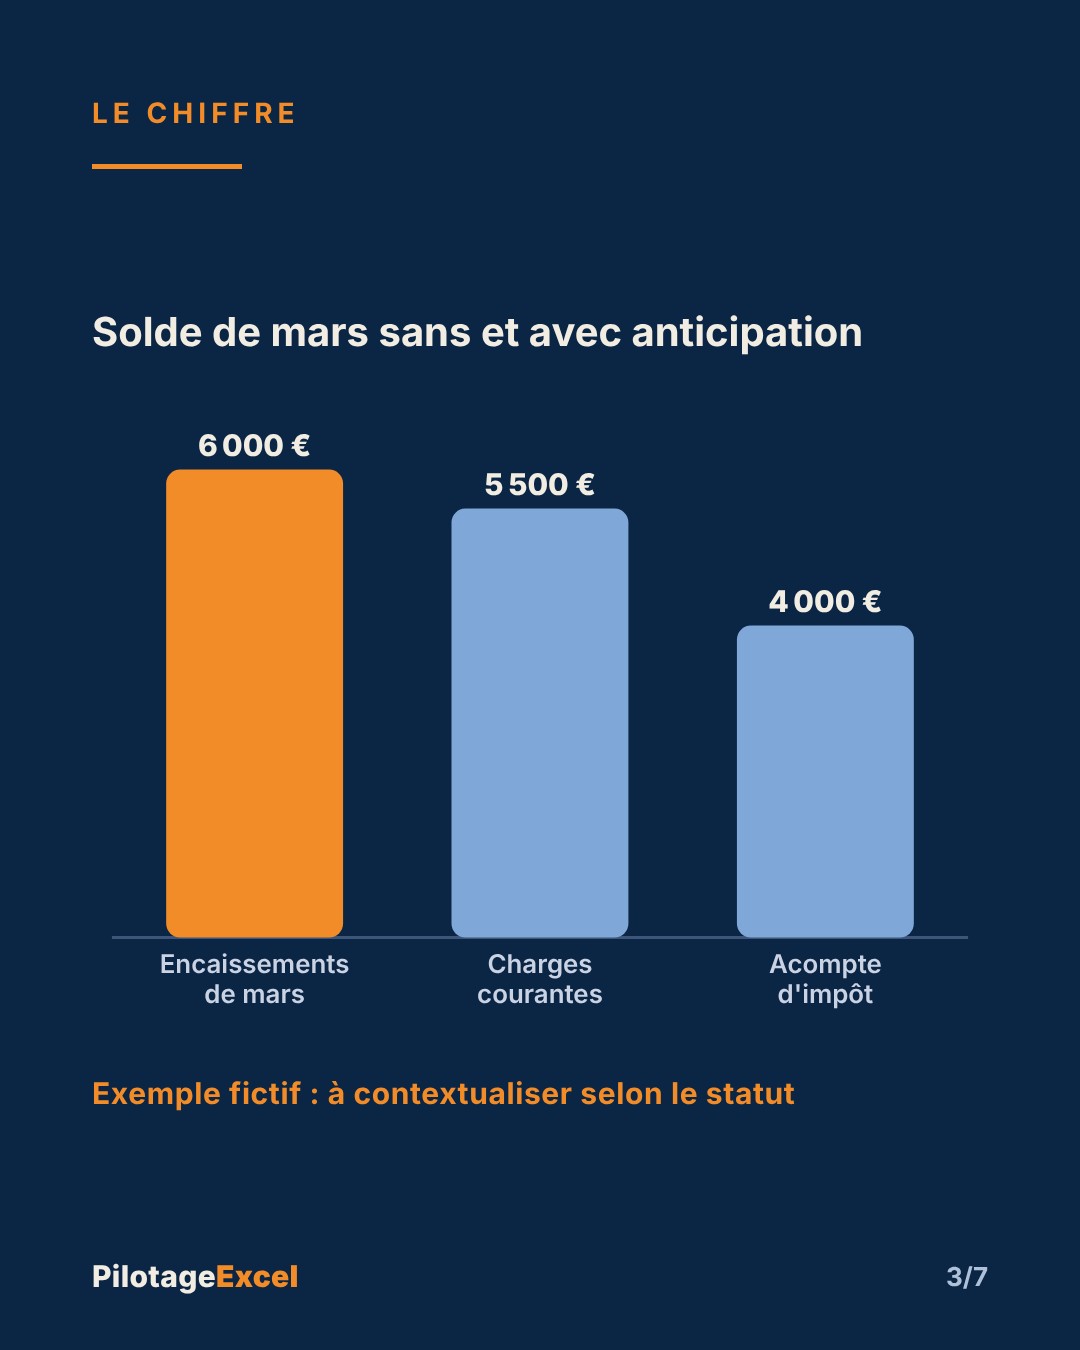 LE CHIFFRE
Solde de mars sans et avec anticipation
6 000 €
5 500 €
4 000 €
Encaissements
de mars
Charges
courantes
Acompte
d'impôt
Exemple fictif : à contextualiser selon le statut
PilotageExcel
3/7